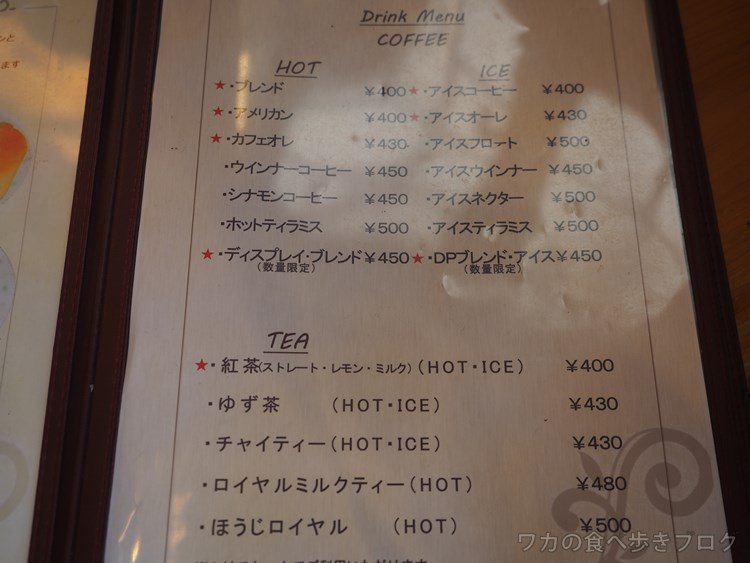 Drink Menu
COFFEE
HOT
★・ブレンド ¥400
★・アメリカン ¥400
★・カフェオレ ¥430
・ウインナーコーヒー ¥450
・シナモンコーヒー ¥450
・ホットティラミス ¥500
★・ディスプレイ・ブレンド ¥450
(数量限定)
ICE
★・アイスコーヒー ¥400
★・アイスオーレ ¥430
・アイスフロート ¥500
・アイスウインナー ¥450
・アイスネクター ¥500
・アイスティラミス ¥500
★・DPブレンド・アイス ¥450
(数量限定)
TEA
★・紅茶(ストレート・レモン・ミルク)(HOT・ICE) ¥400
・ゆず茶 (HOT・ICE) ¥430
・チャイティー(HOT・ICE) ¥430
・ロイヤルミルクティー(HOT) ¥480
・ほうじロイヤル (HOT) ¥500
ワカの食べ歩きブログ